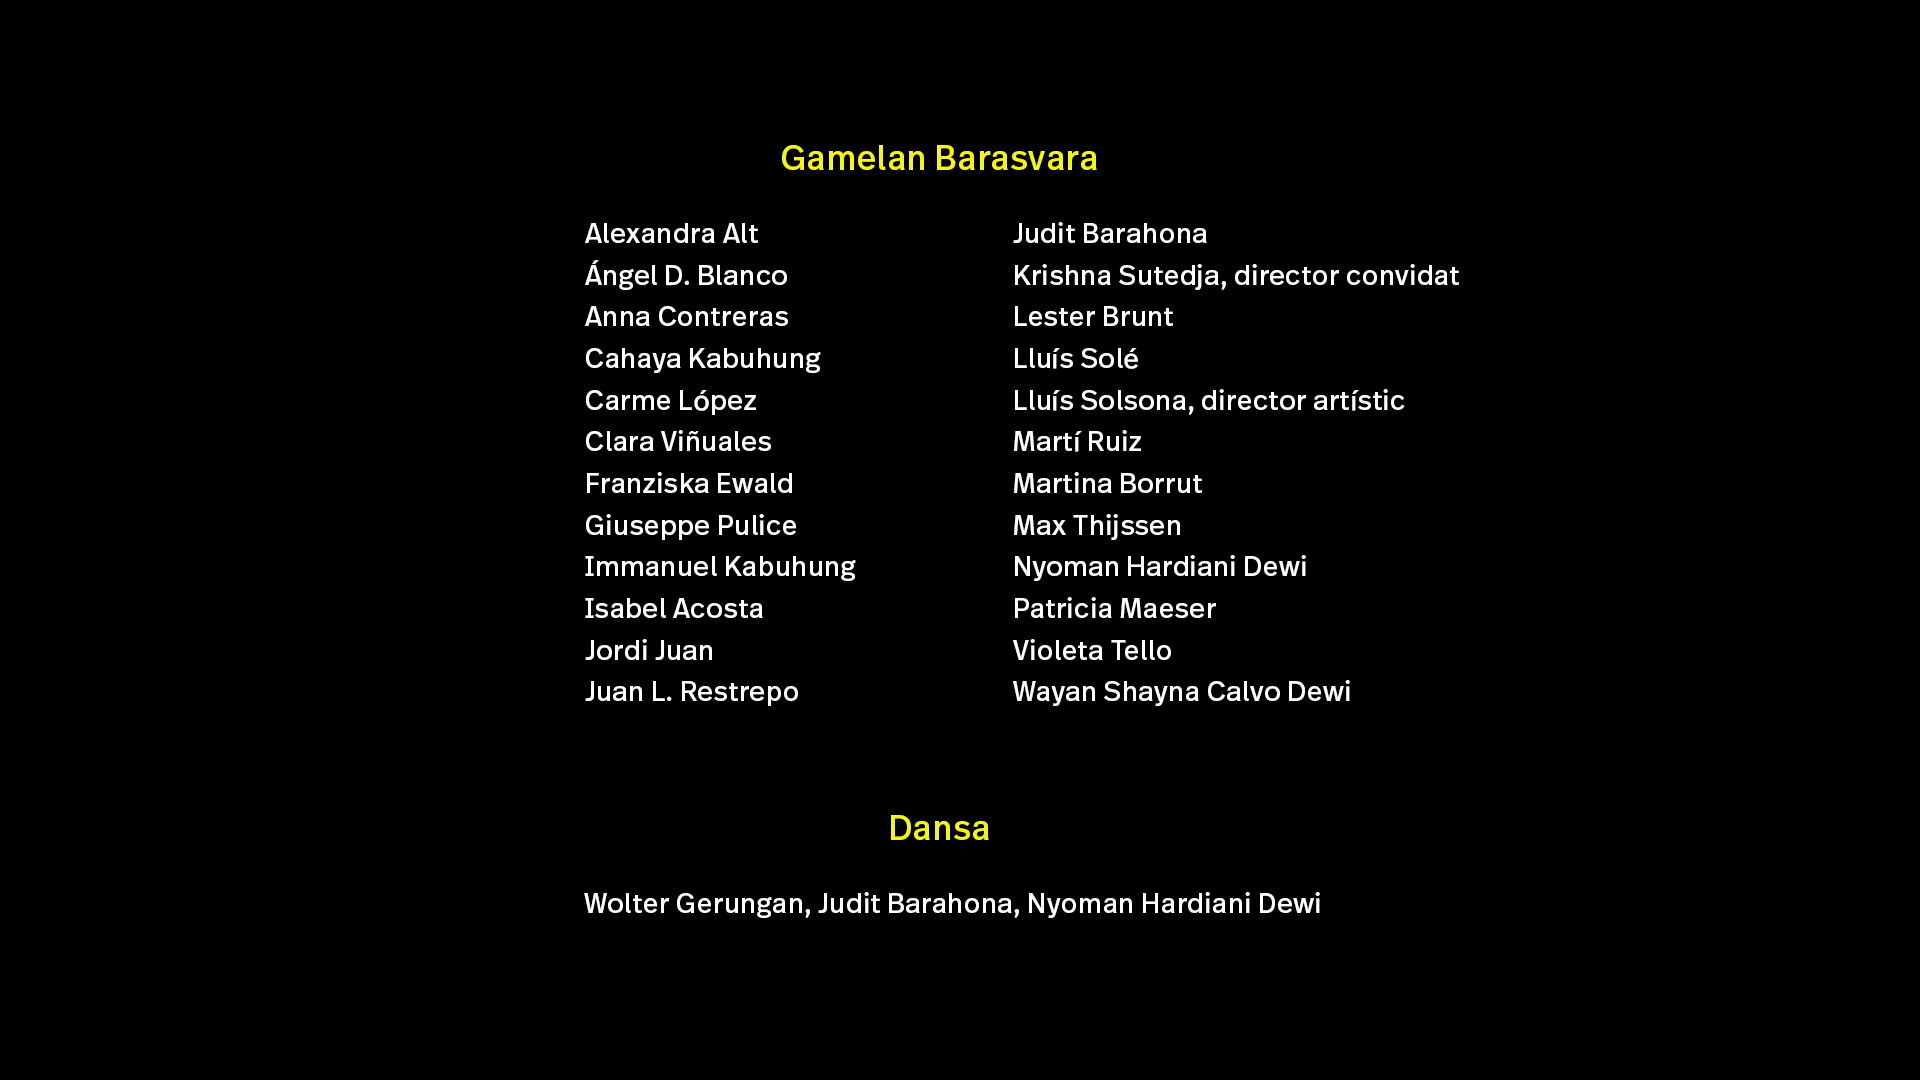 Gamelan Barasvara
Alexandra Alt
Ángel D. Blanco
Anna Contreras
Cahaya Kabuhung
Carme López
Clara Viñuales
Franziska Ewald
Giuseppe Pulice
Immanuel Kabuhung
Isabel Acosta
Jordi Juan
Juan L. Restrepo
Judit Barahona
Krishna Sutedja, director convidat
Lester Brunt
Lluís Solé
Lluís Solsona, director artístic
Martí Ruiz
Martina Borrut
Max Thijssen
Nyoman Hardiani Dewi
Patricia Maeser
Violeta Tello
Wayan Shayna Calvo Dewi
Dansa
Wolter Gerungan, Judit Barahona, Nyoman Hardiani Dewi